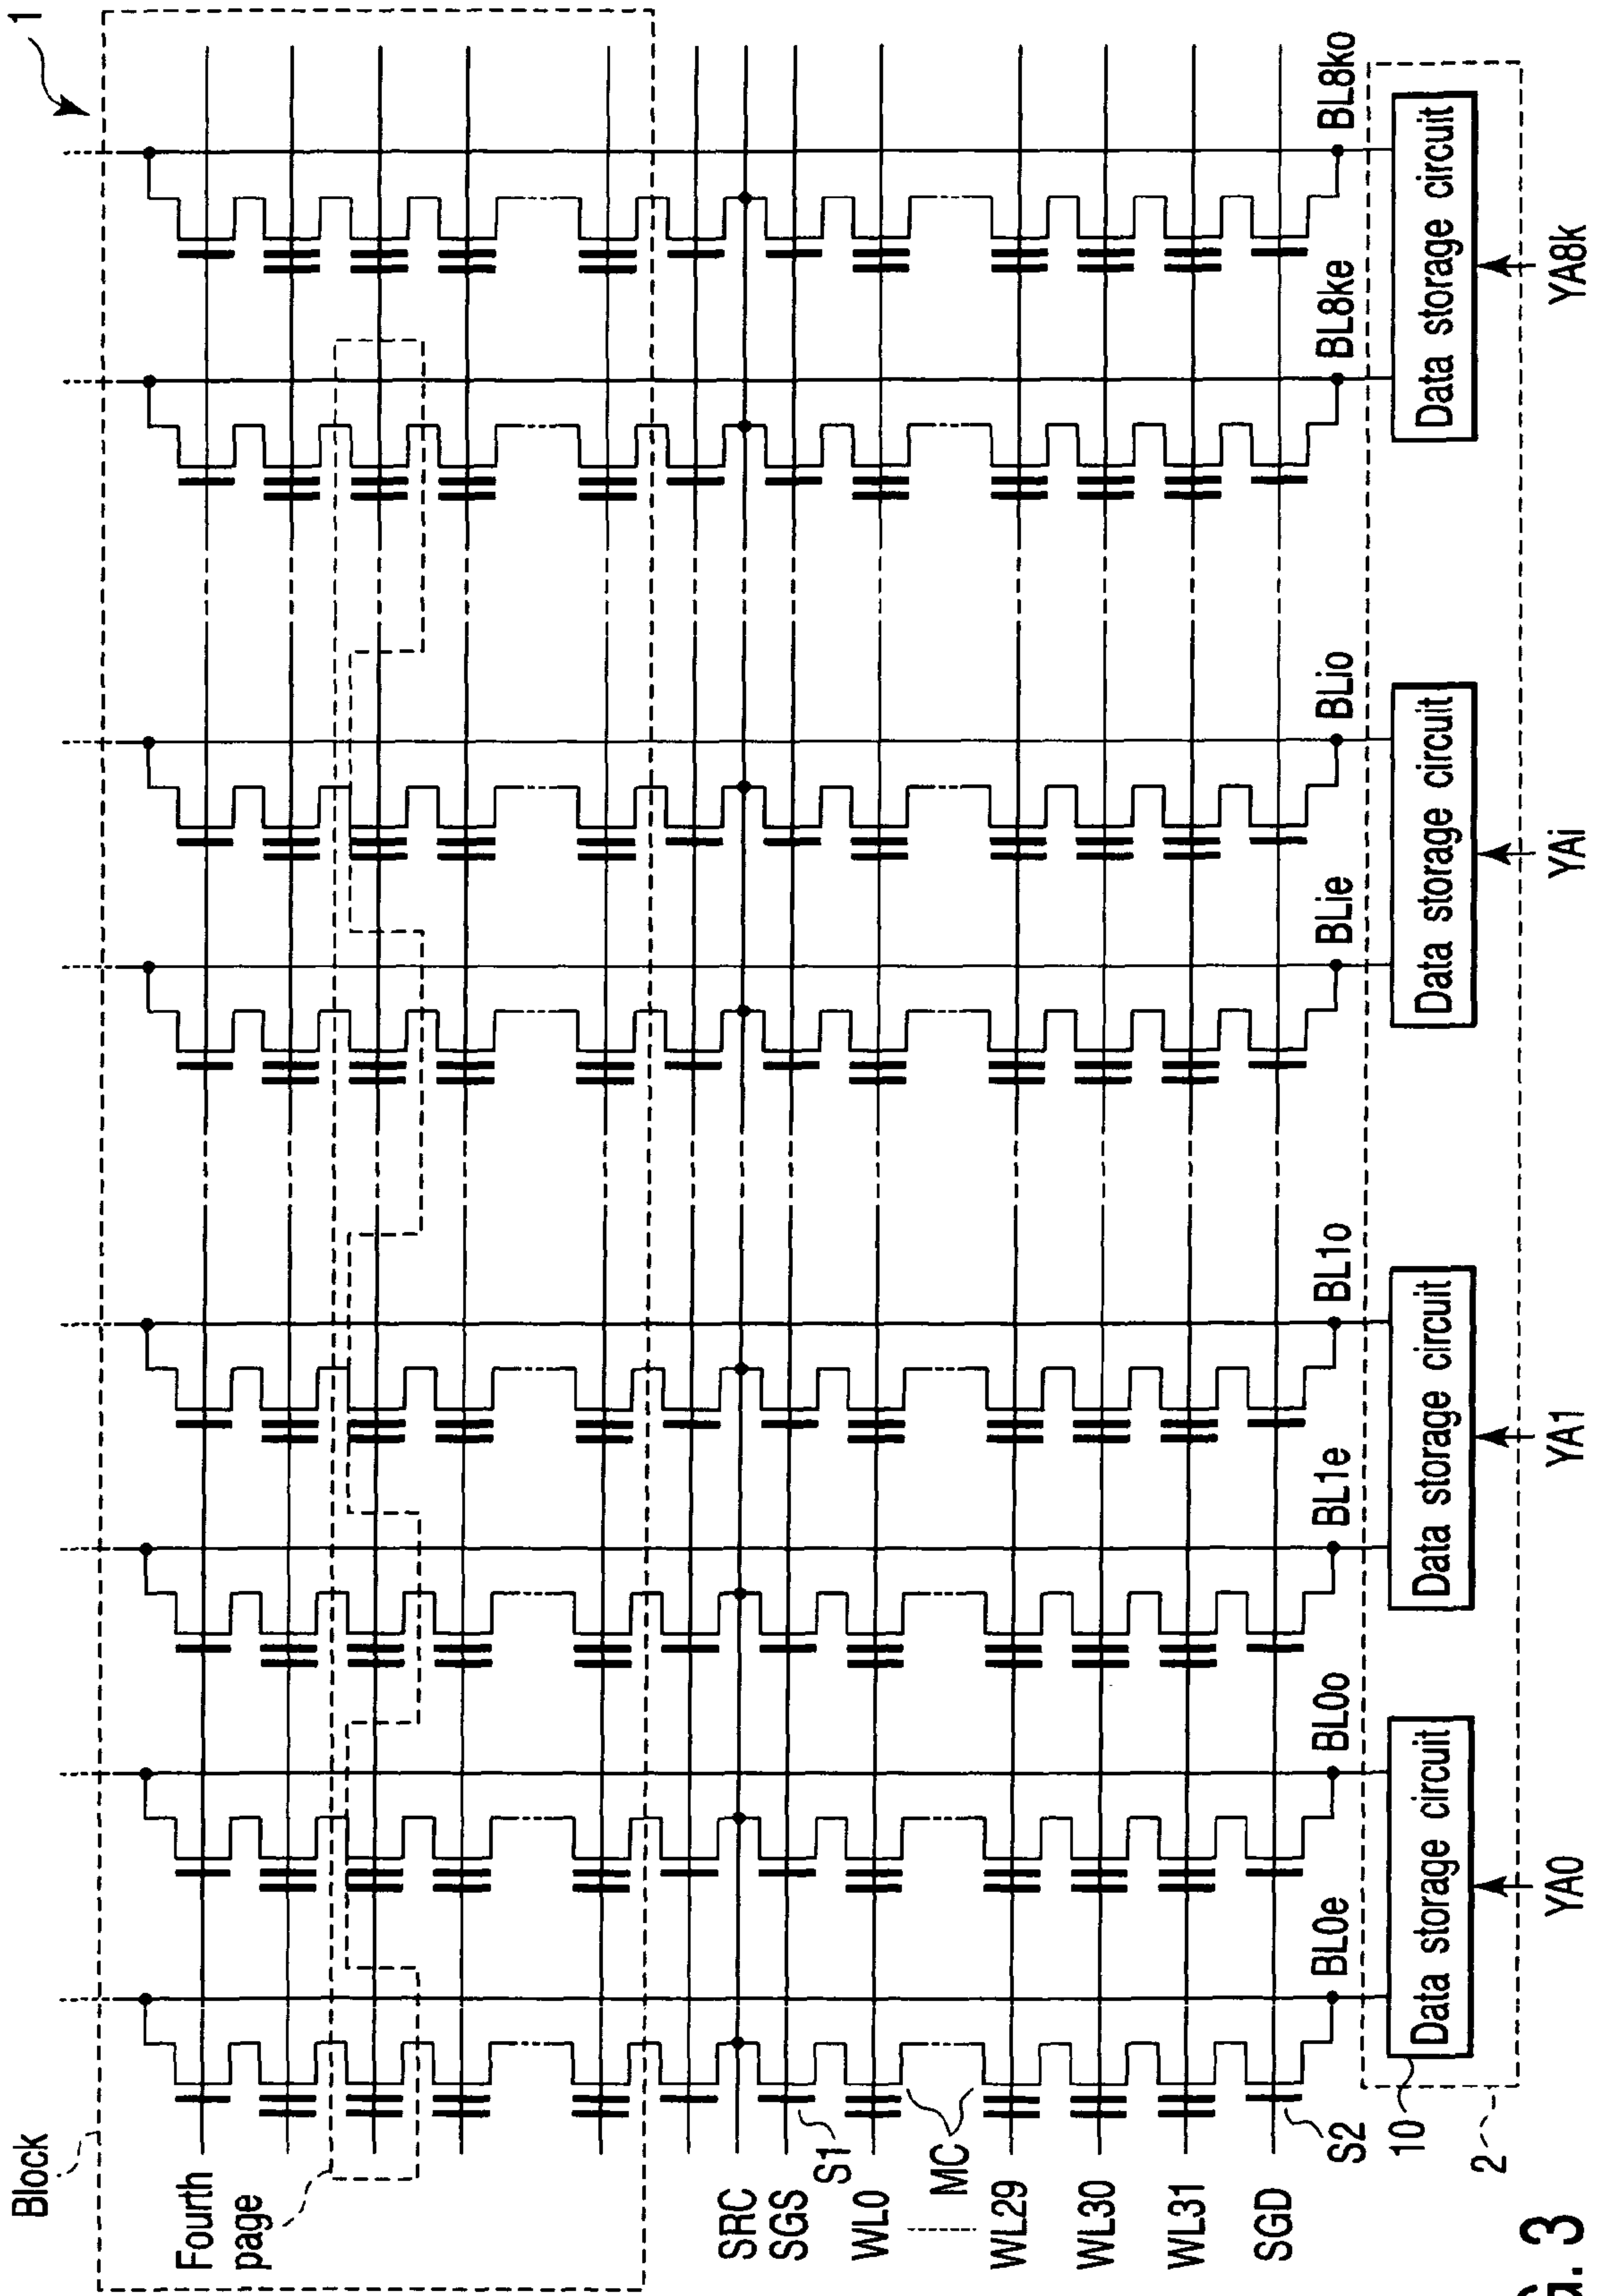 1
Block
Fourth
page
SRC
SGS
S1
WL0
MC
WL29
WL30
WL31
SGD
S2
BL0e
BL0o
BL1e
BL1o
BLie
BLio
BL8ke
BL8ko
10
Data storage circuit
Data storage circuit
Data storage circuit
Data storage circuit
2
YA0
YA1
YAi
YA8k
G. 3